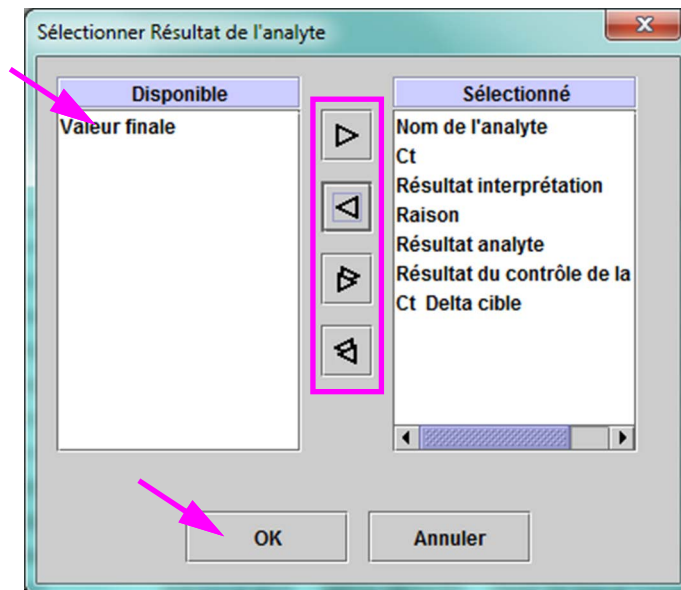 Sélectionner Résultat de l'analyte
Disponible
Valeur finale
Sélectionné
Nom de l'analyte
Ct
Résultat interprétation
Raison
Résultat analyte
Résultat du contrôle de la
Ct Delta cible
OK
Annuler